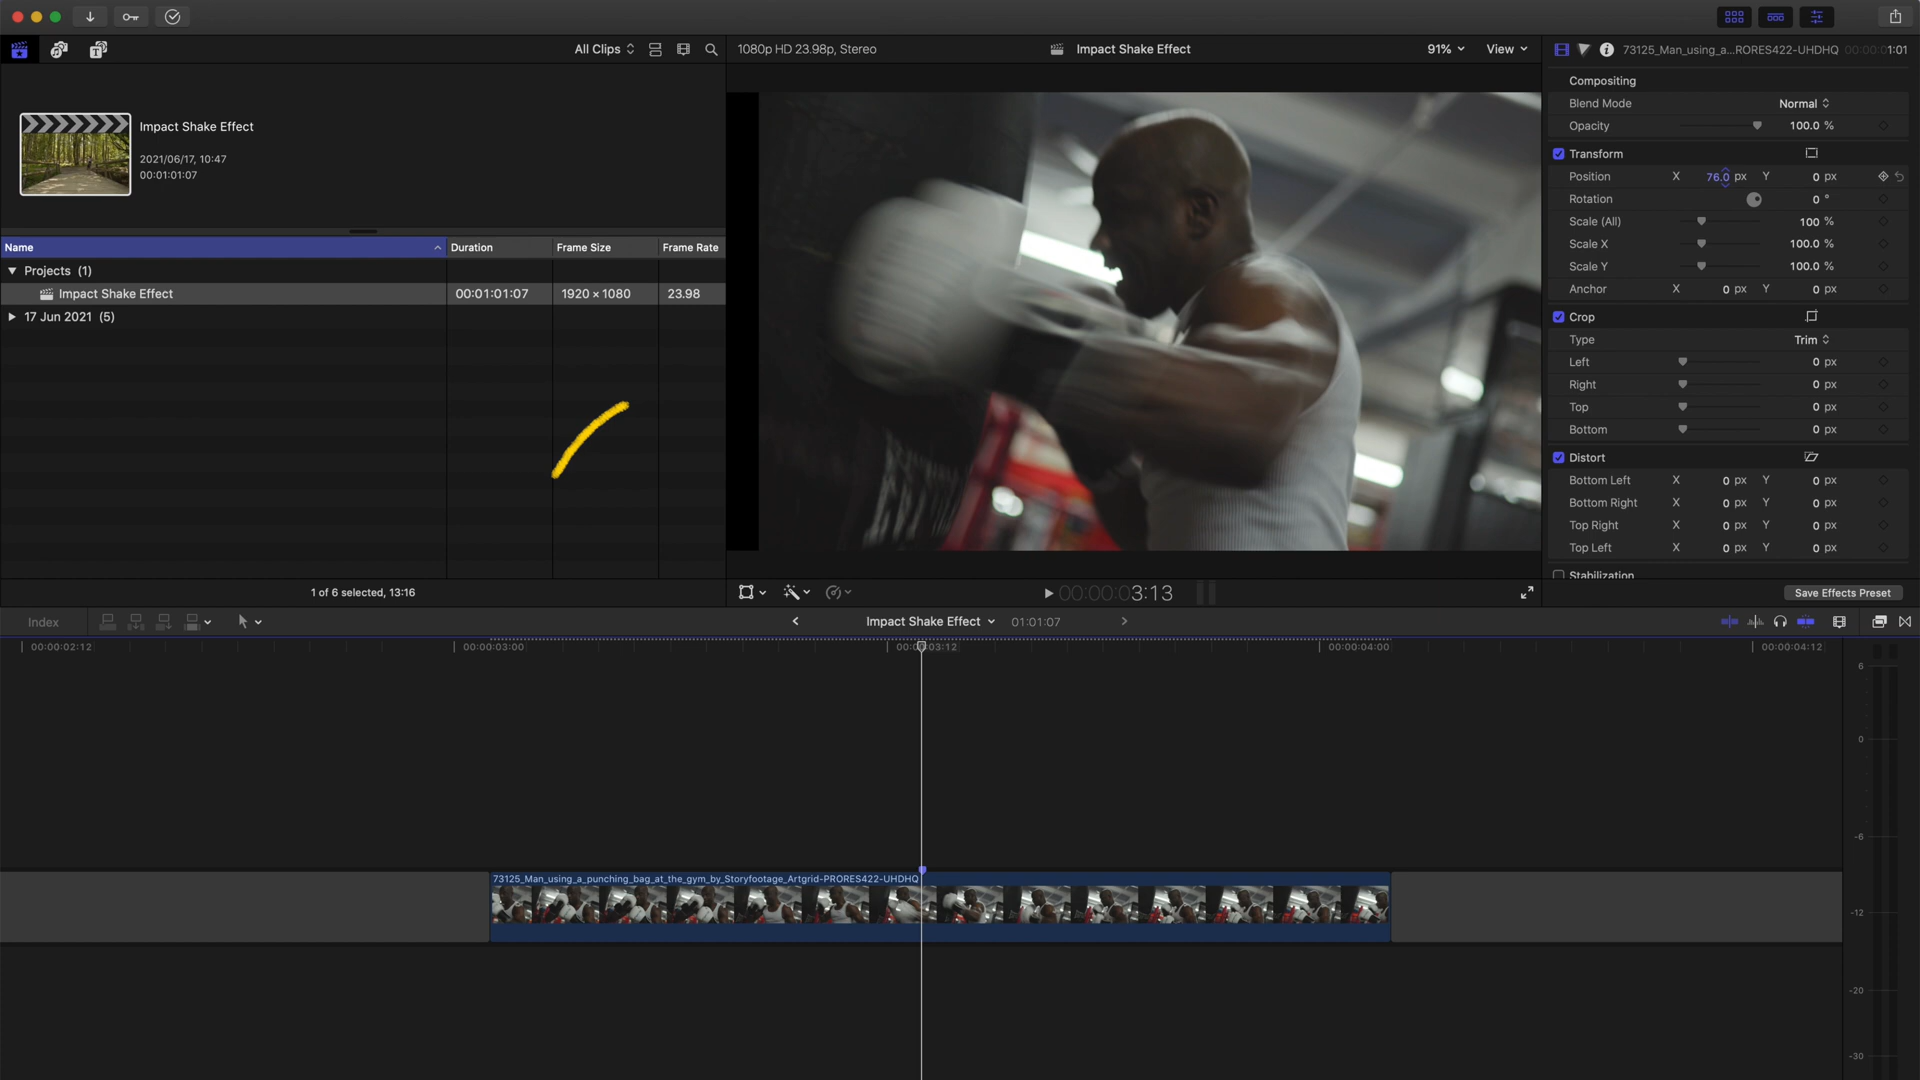 All Clips
1080p HD 23.98p, Stereo
Impact Shake Effect
91%
View
73125_Man_using_a...RORES422-UHDHQ
00:00:01:01
Impact Shake Effect
2021/06/17, 10:47
00:01:01:07
Name
Duration
Frame Size
Frame Rate
Projects (1)
Impact Shake Effect
00:01:01:07
1920 × 1080
23.98
17 Jun 2021 (5)
1 of 6 selected, 13:16
00:00:03:13
Compositing
Blend Mode Normal
Opacity 100.0 %
Transform
Position X 76.0 px Y 0 px
Rotation 0 °
Scale (All) 100 %
Scale X 100.0 %
Scale Y 100.0 %
Anchor X 0 px Y 0 px
Crop
Type Trim
Left 0 px
Right 0 px
Top 0 px
Bottom 0 px
Distort
Bottom Left X 0 px Y 0 px
Bottom Right X 0 px Y 0 px
Top Right X 0 px Y 0 px
Top Left X 0 px Y 0 px
Stabilization
Save Effects Preset
Index
Impact Shake Effect
01:01:07
00:00:02:12
00:00:03:00
00:00:03:12
00:00:04:00
00:00:04:12
73125_Man_using_a_punching_bag_at_the_gym_by_Storyfootage_Artgrid-PRORES422-UHDHQ
6
0
-6
-12
-20
-30